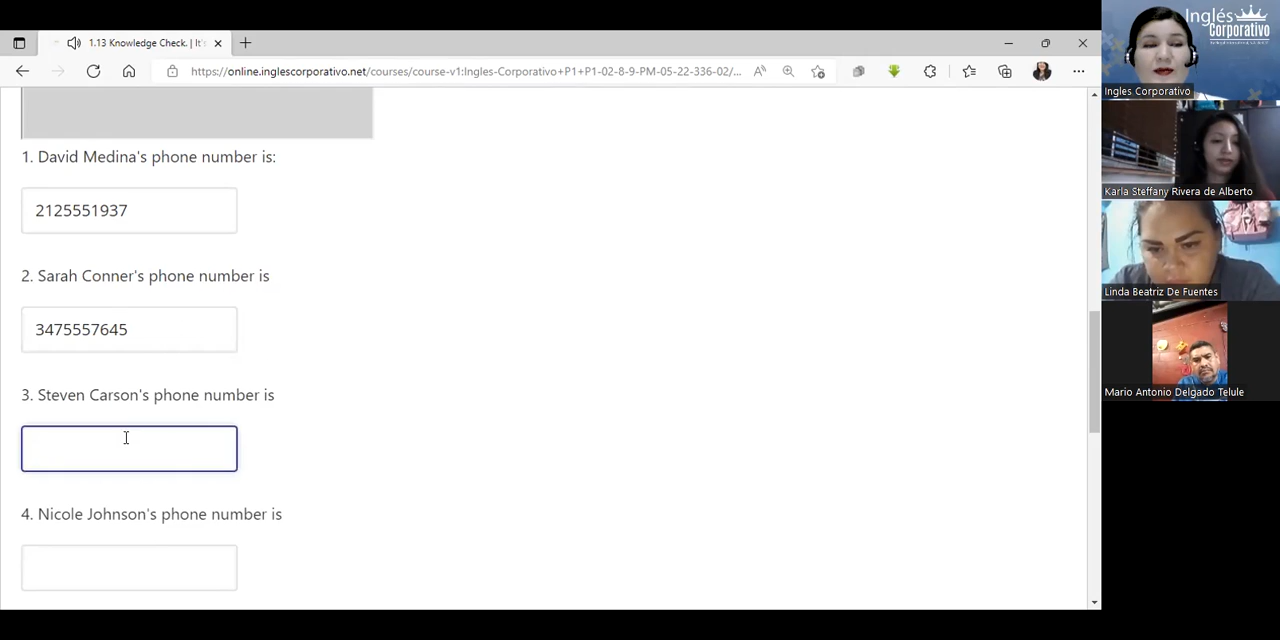 1.13 Knowledge Check. | It's
https://online.inglescorporativo.net/courses/course-v1:Ingles-Corporativo+P1+P1-02-8-9-PM-05-22-336-02/...
1. David Medina's phone number is:
2125551937
2. Sarah Conner's phone number is
3475557645
3. Steven Carson's phone number is
4. Nicole Johnson's phone number is
Inglés
Corporativo
Ingles Corporativo
Karla Steffany Rivera de Alberto
Linda Beatriz De Fuentes
Mario Antonio Delgado Telule